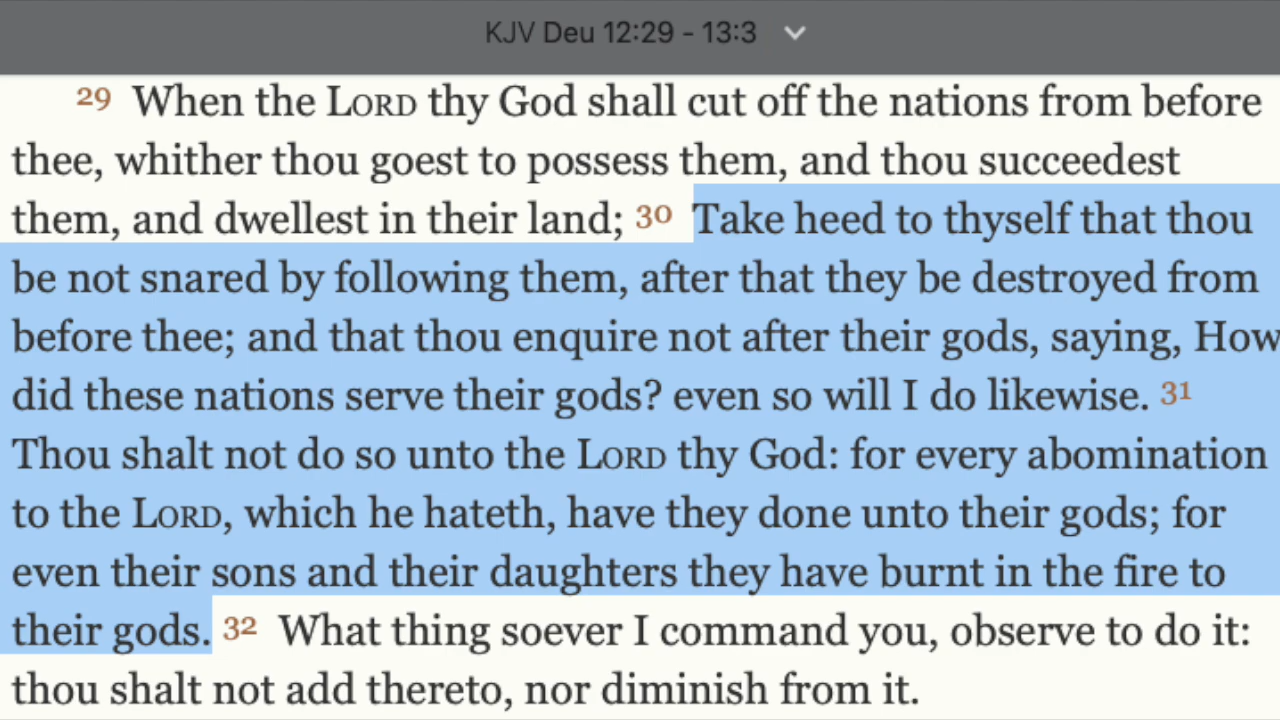 KJV Deu 12:29 - 13:3
29 When the LORD thy God shall cut off the nations from before
thee, whither thou goest to possess them, and thou succeedest
them, and dwellest in their land; 30 Take heed to thyself that thou
be not snared by following them, after that they be destroyed from
before thee; and that thou enquire not after their gods, saying, How
did these nations serve their gods? even so will I do likewise. 31
Thou shalt not do so unto the LORD thy God: for every abomination
to the LORD, which he hateth, have they done unto their gods; for
even their sons and their daughters they have burnt in the fire to
their gods. 32 What thing soever I command you, observe to do it:
thou shalt not add thereto, nor diminish from it.